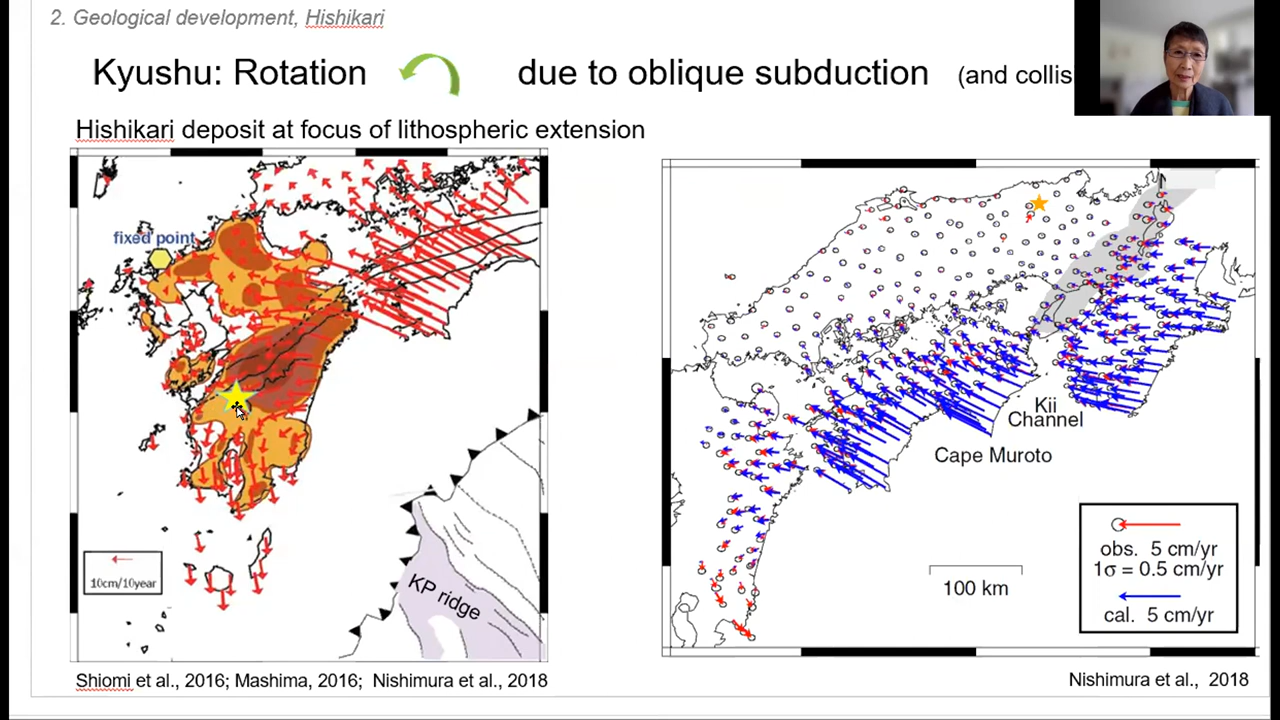 2. Geological development, Hishikari
Kyushu: Rotation due to oblique subduction (and collis
Hishikari deposit at focus of lithospheric extension
fixed point
10cm/10year
KP ridge
Shiomi et al., 2016; Mashima, 2016; Nishimura et al., 2018
Kii
Channel
Cape Muroto
100 km
obs. 5 cm/yr
1σ = 0.5 cm/yr
cal. 5 cm/yr
Nishimura et al., 2018